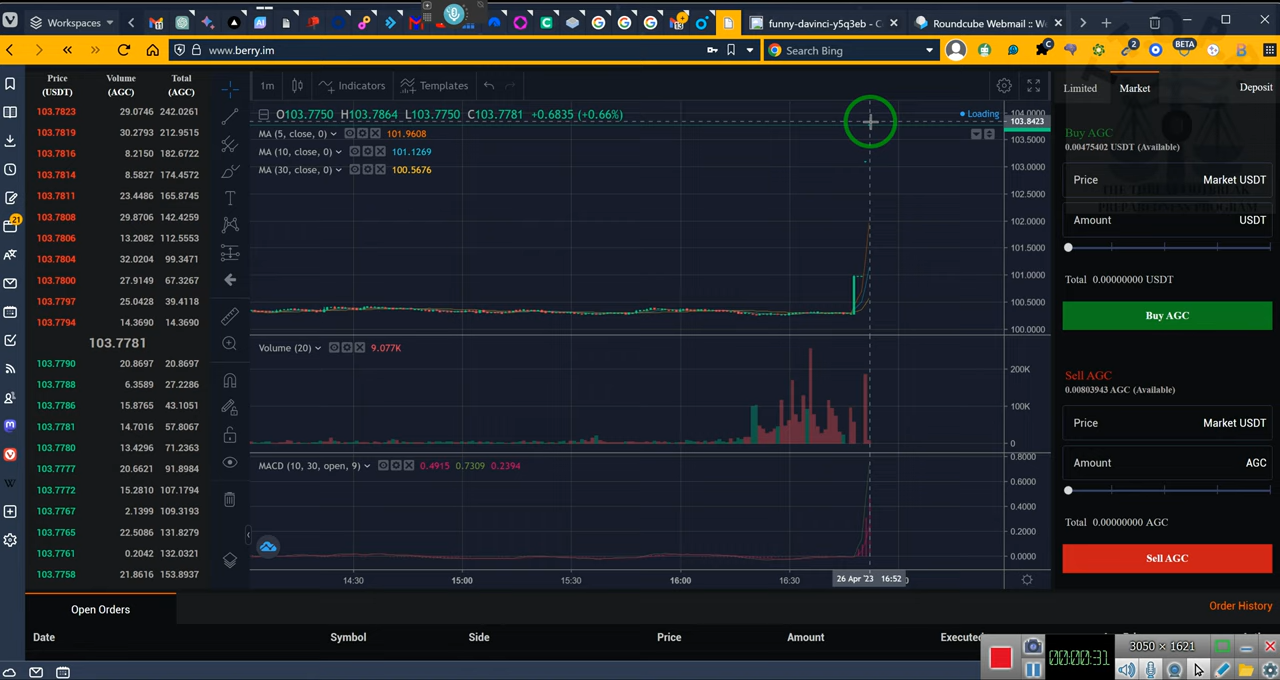 Workspaces
13
funny-davinci-y5q3eb - C
Roundcube Webmail :: We
www.berry.im
Search Bing
2
BETA
21
Price Volume Total
(USDT) (AGC) (AGC)
103.7823 29.0746 242.0261
103.7819 30.2793 212.9515
103.7816 8.2150 182.6722
103.7814 8.5827 174.4572
103.7811 23.4486 165.8745
103.7808 29.8706 142.4259
103.7806 13.2082 112.5553
103.7804 32.0204 99.3471
103.7800 27.9149 67.3267
103.7797 25.0428 39.4118
103.7794 14.3690 14.3690
103.7781
103.7790 20.8697 20.8697
103.7788 6.3589 27.2286
103.7786 15.8765 43.1051
103.7781 14.7016 57.8067
103.7780 13.4296 71.2363
103.7777 20.6621 91.8984
103.7772 15.2810 107.1794
103.7767 2.1399 109.3193
103.7765 22.5086 131.8279
103.7761 0.2042 132.0321
103.7758 21.8616 153.8937
1m Indicators Templates
O103.7750 H103.7864 L103.7750 C103.7781 +0.6835 (+0.66%)
Loading
MA (5, close, 0) 101.9608
MA (10, close, 0) 101.1269
MA (30, close, 0) 100.5676
104.0000
103.8423
103.0000
102.5000
102.0000
101.5000
101.0000
100.5000
100.0000
Volume (20) 9.077K
200K
100K
0
MACD (10, 30, open, 9) 0.4915 0.7309 0.2394
0.8000
0.6000
0.4000
0.2000
0.0000
14:30 15:00 15:30 16:00 16:30 26 Apr '23 16:52
Limited Market Deposit
Buy AGC
0.00475402 USDT (Available)
Price Market USDT
Amount USDT
Total 0.00000000 USDT
Buy AGC
Sell AGC
0.00803943 AGC (Available)
Price Market USDT
Amount AGC
Total 0.00000000 AGC
Sell AGC
Open Orders
Order History
Date Symbol Side Price Amount Executed
3050 × 1621
00:00:31